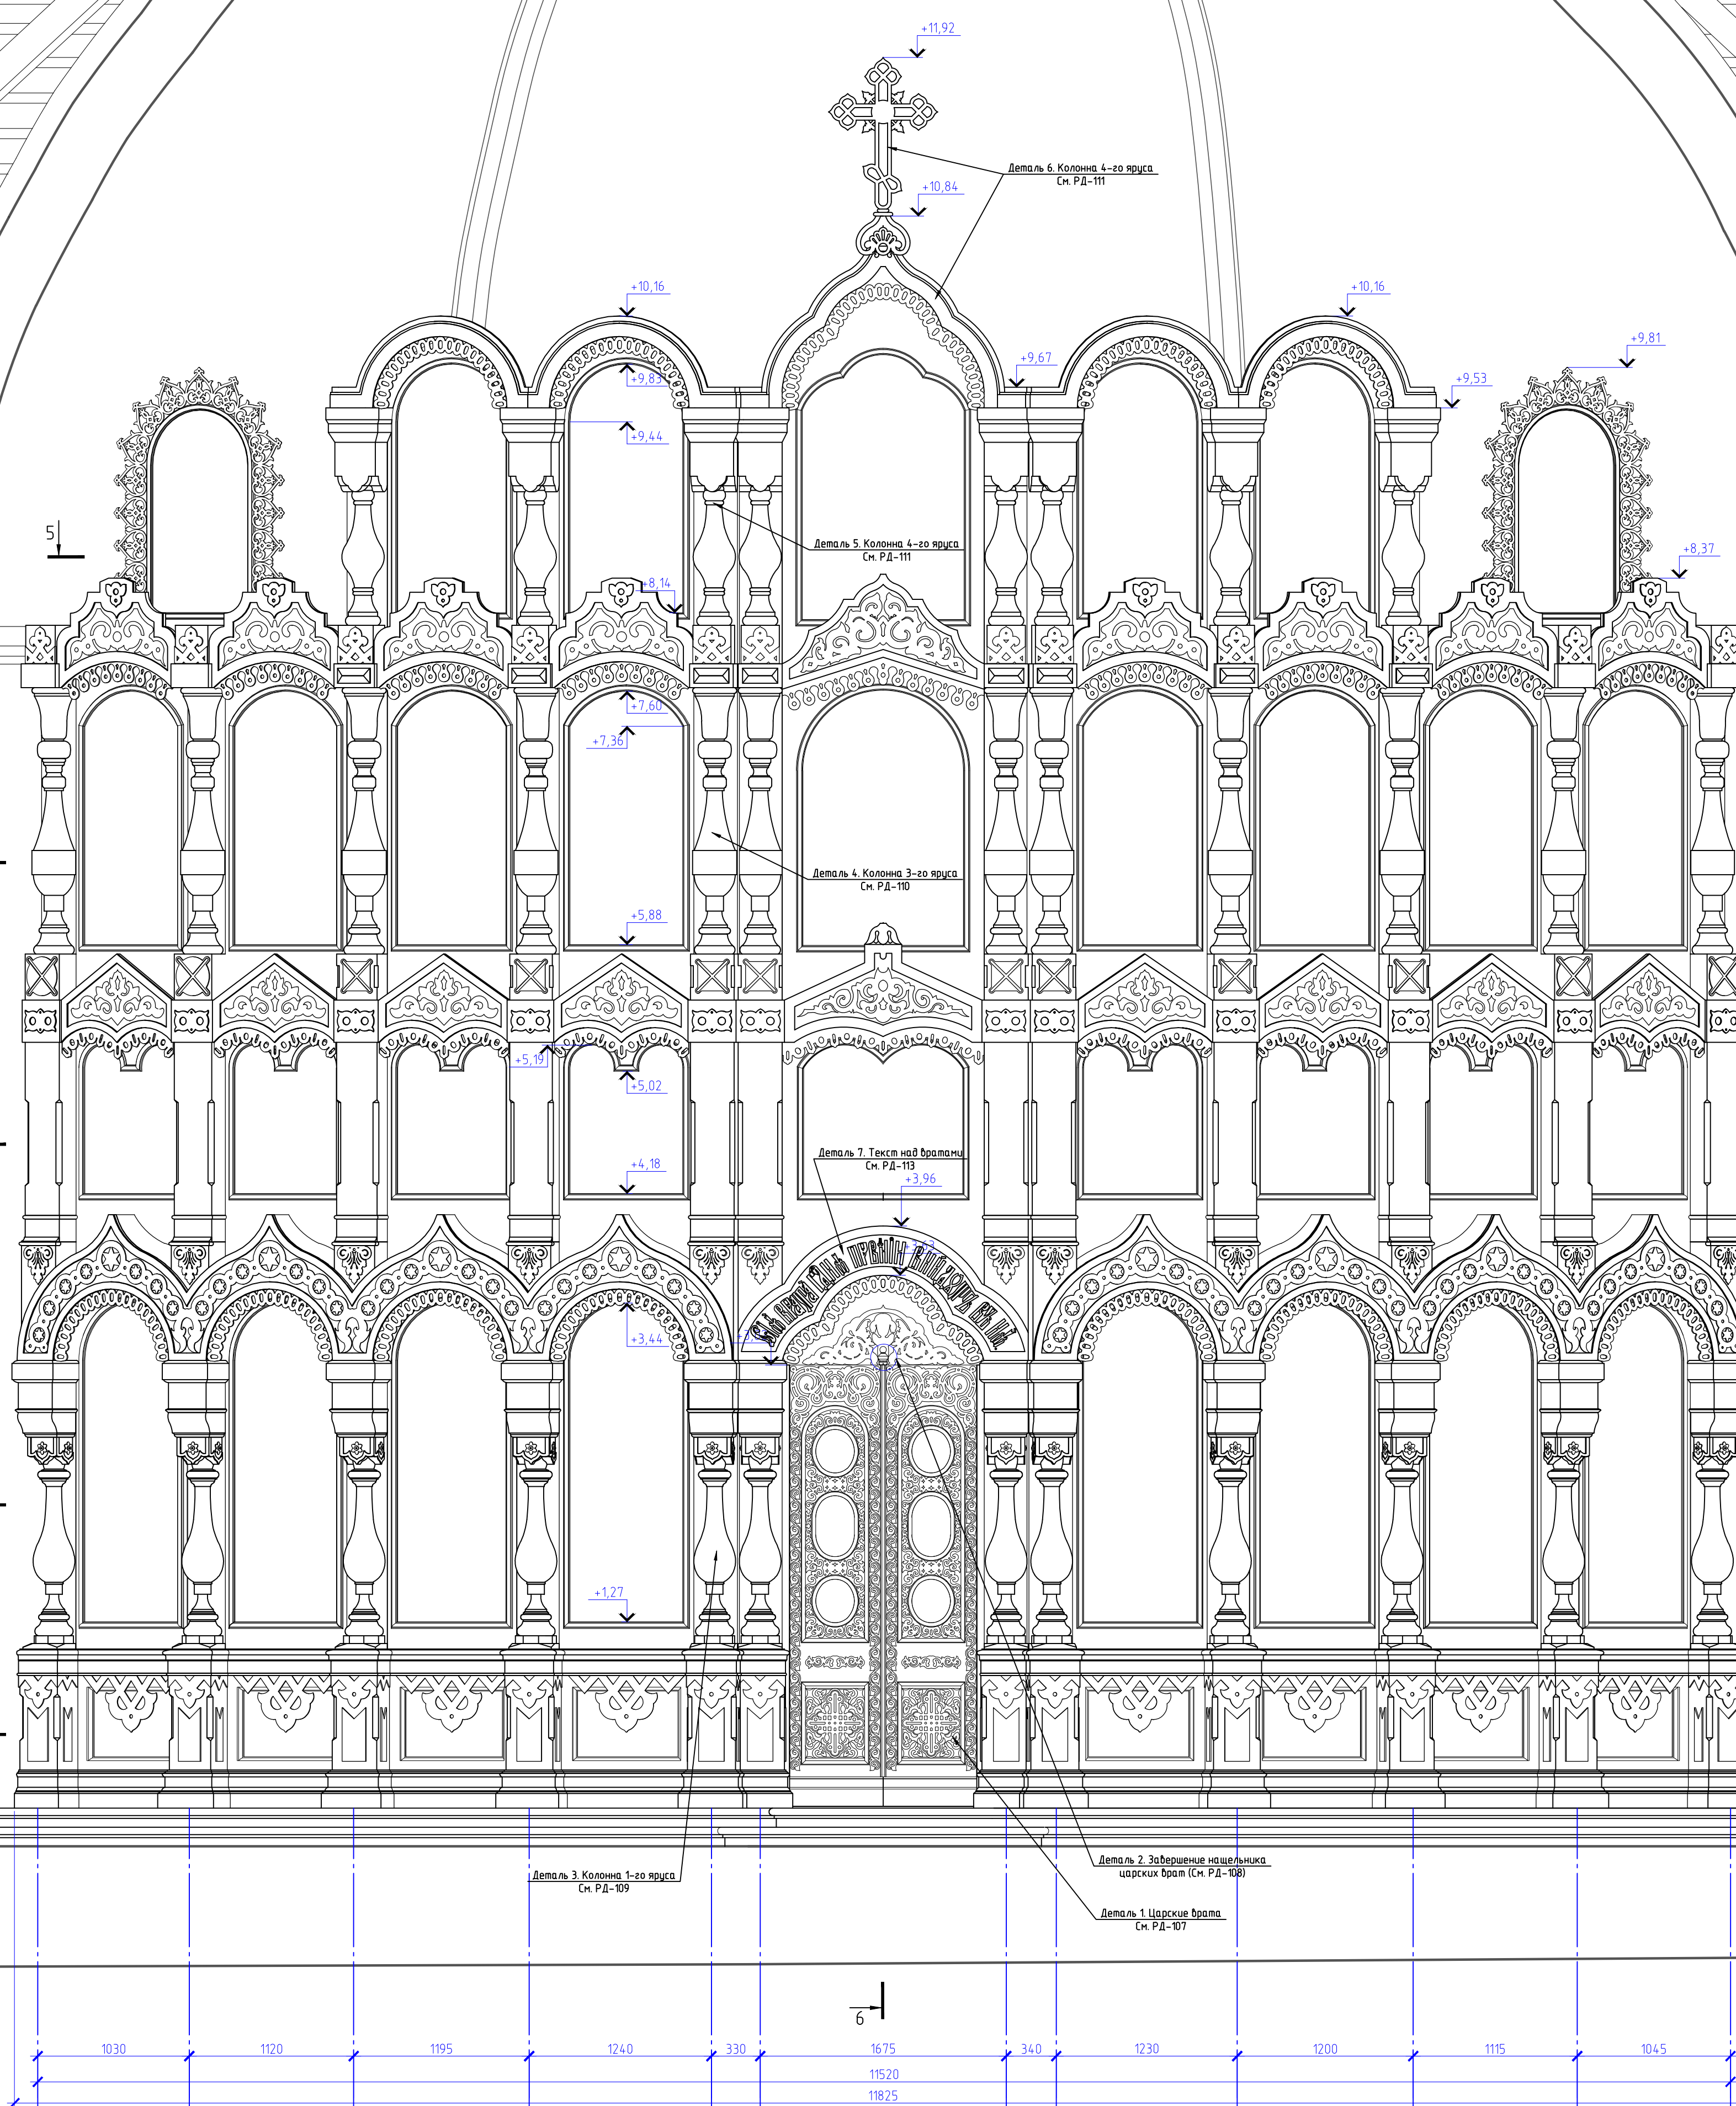 +11,92
Деталь 6. Колонна 4-го яруса
См. РД-111
+10,84
+10,16
+10,16
+9,81
+9,67
+9,83
+9,53
+9,44
5
Деталь 5. Колонна 4-го яруса
См. РД-111
+8,37
+8,14
+7,60
+7,36
Деталь 4. Колонна 3-го яруса
См. РД-110
+5,88
+5,19
+5,02
Деталь 7. Текст над вратами
См. РД-113
+4,18
+3,96
+3,63
+3,44
+1,27
Деталь 2. Завершение нащельника
царских врат (См. РД-108)
Деталь 3. Колонна 1-го яруса
См. РД-109
Деталь 1. Царские врата
См. РД-107
6
1030 1120 1195 1240 330 1675 340 1230 1200 1115 1045
11520
11825